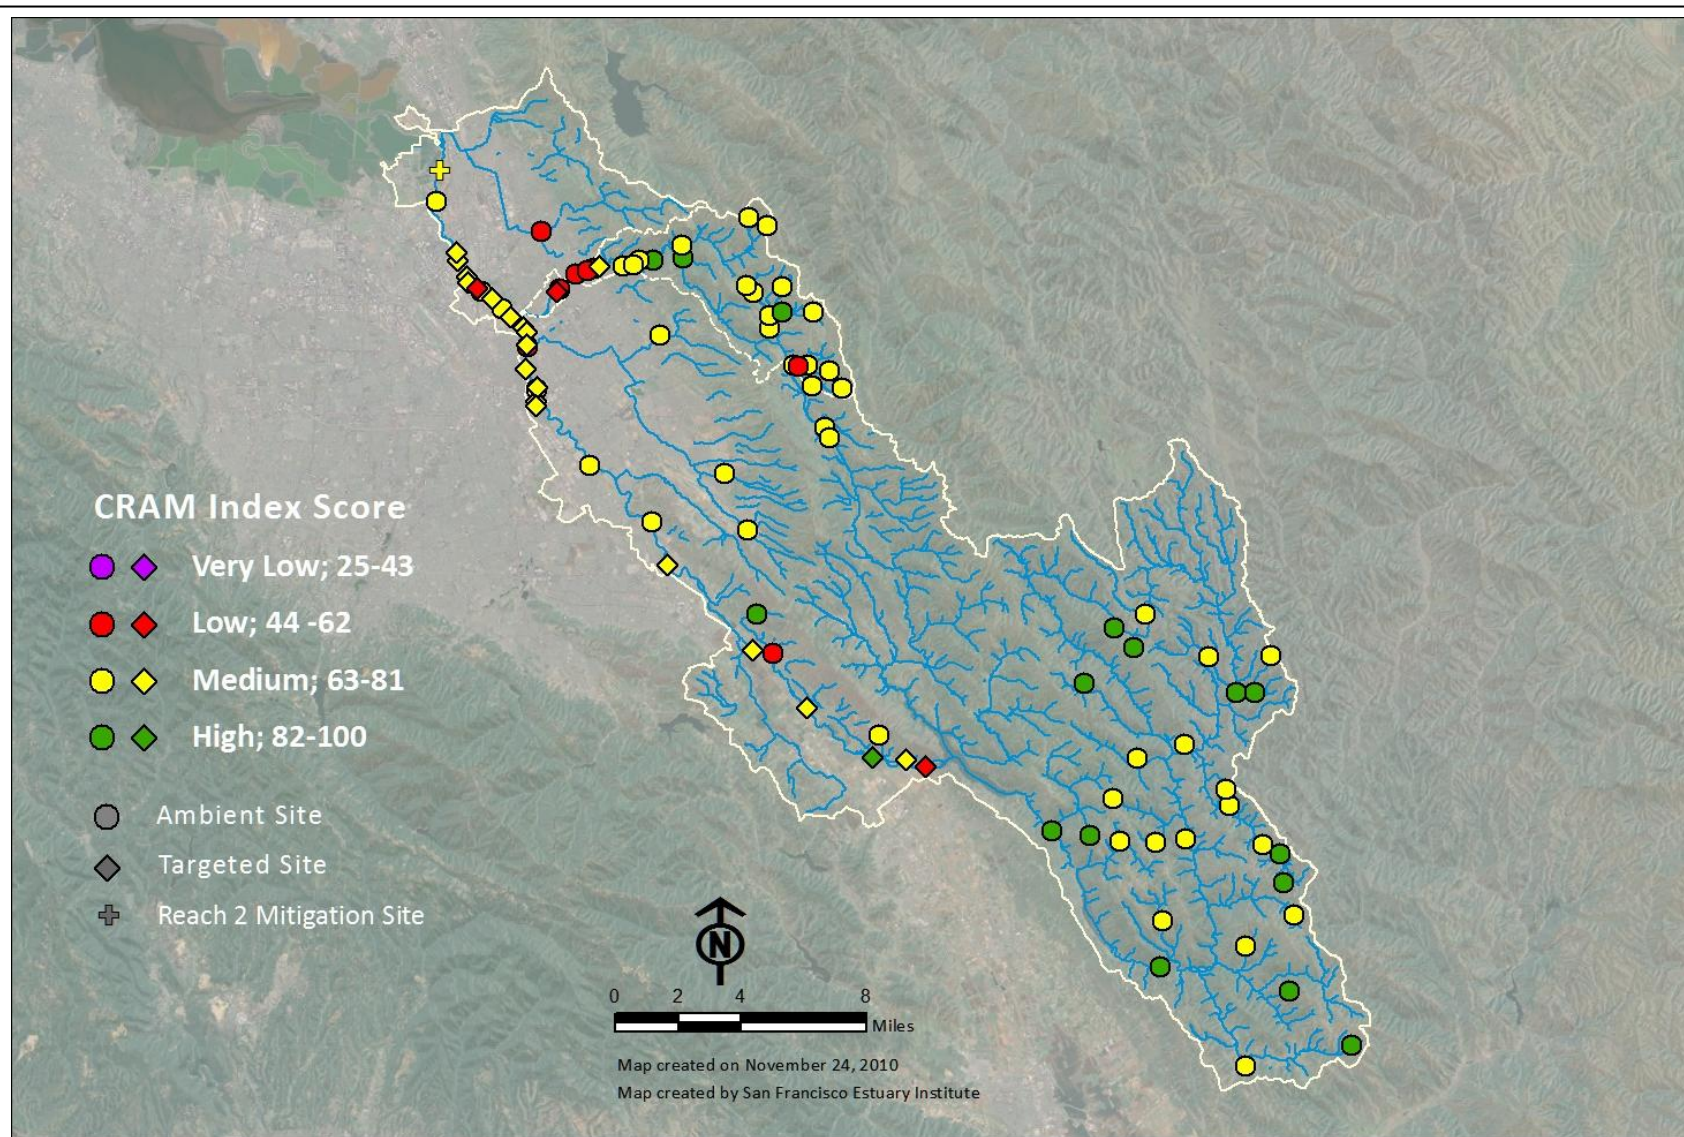 CRAM Index Score
Very Low; 25-43
Low; 44 -62
Medium; 63-81
High; 82-100
Ambient Site
Targeted Site
Reach 2 Mitigation Site
N
0 2 4 8
Miles
Map created on November 24, 2010
Map created by San Francisco Estuary Institute